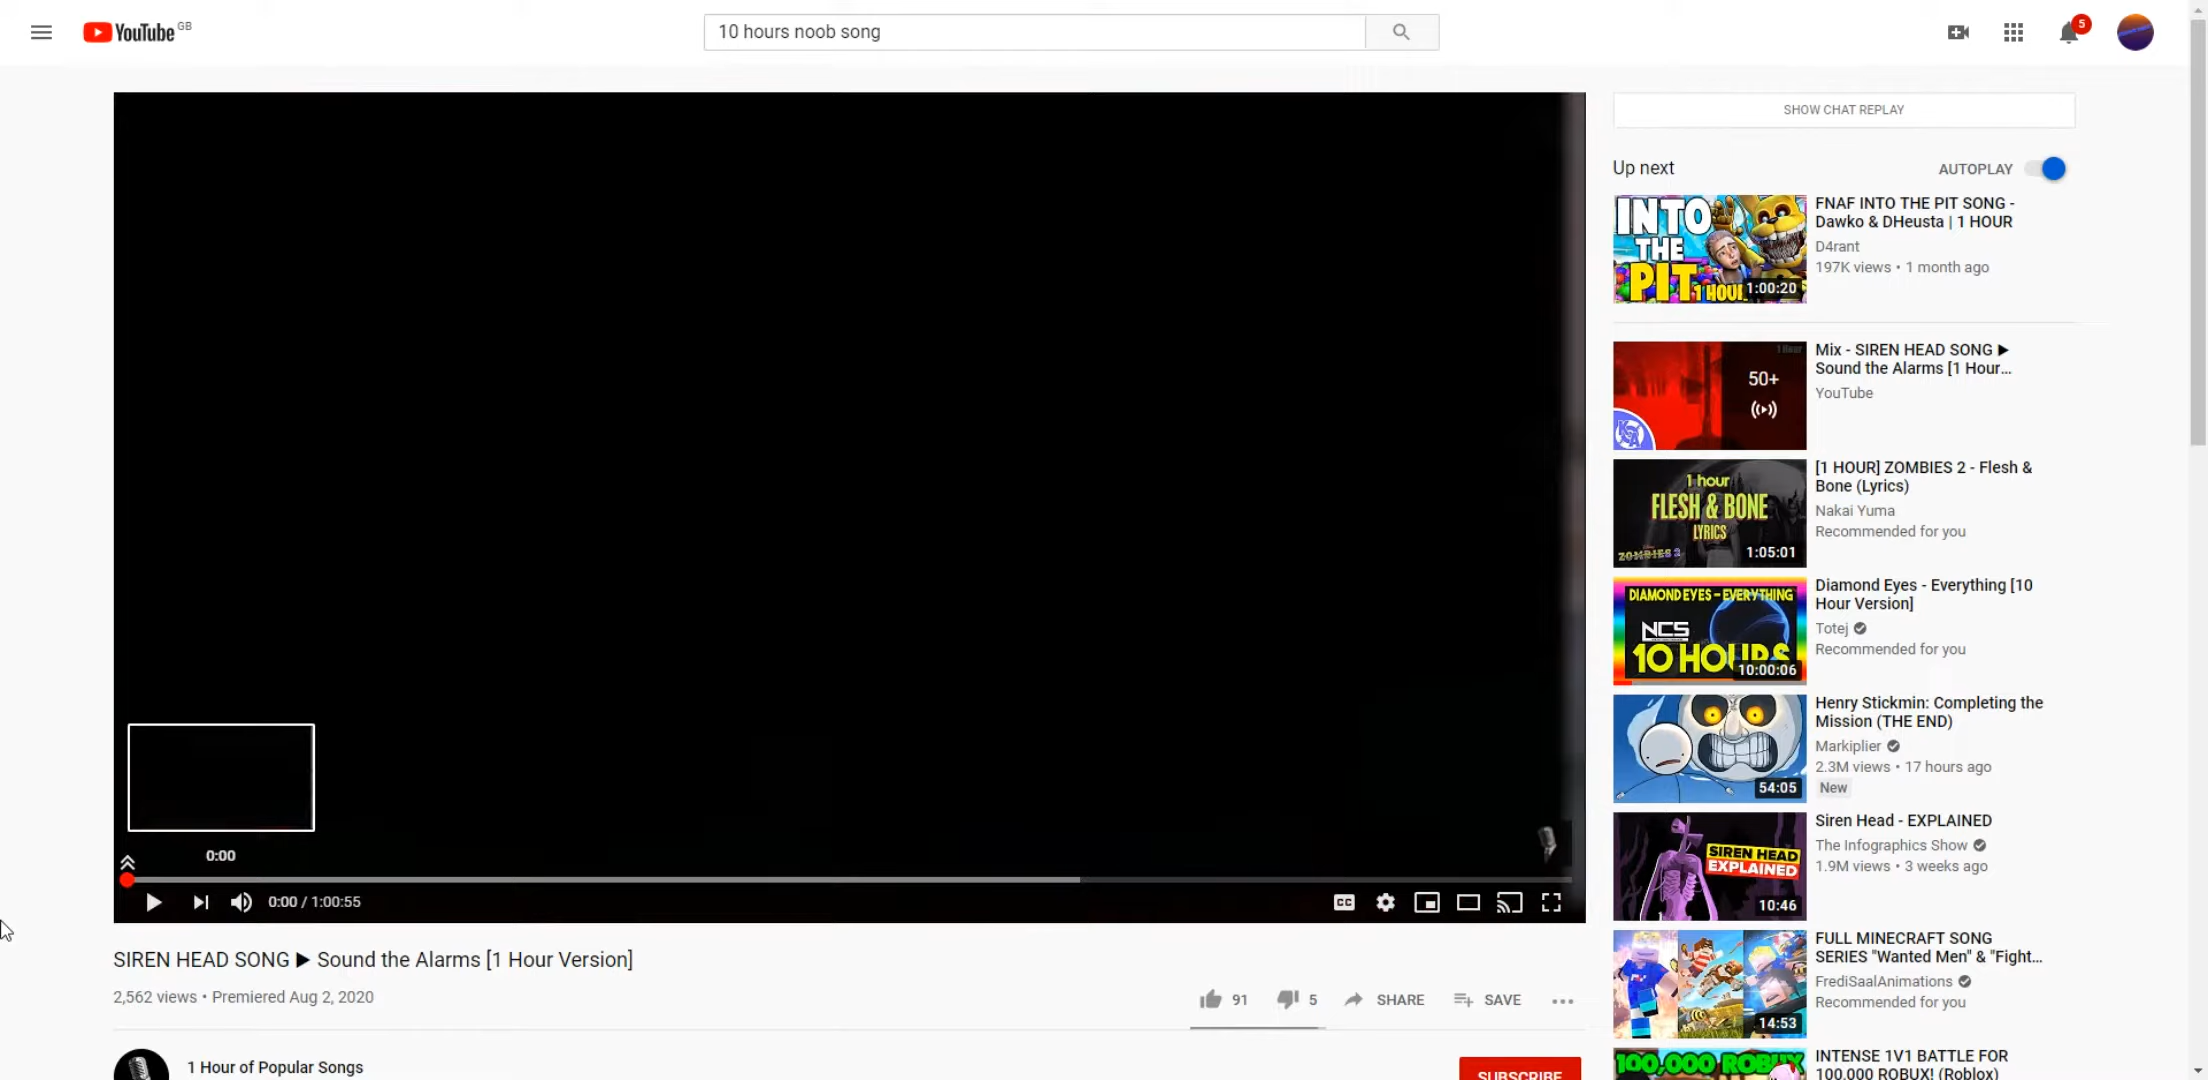 YouTube GB
10 hours noob song
5
SHOW CHAT REPLAY
Up next
AUTOPLAY
INTO
THE
PIT
1 HOUR
1:00:20
FNAF INTO THE PIT SONG -
Dawko & DHeusta | 1 HOUR
D4rant
197K views • 1 month ago
1 Hour
50+
Mix - SIREN HEAD SONG ▶
Sound the Alarms [1 Hour...
YouTube
1 hour
FLESH & BONE
LYRICS
ZOMBIES 2
1:05:01
[1 HOUR] ZOMBIES 2 - Flesh &
Bone (Lyrics)
Nakai Yuma
Recommended for you
DIAMOND EYES - EVERYTHING
NCS
10 HOURS
10:00:06
Diamond Eyes - Everything [10
Hour Version]
Totej
Recommended for you
54:05
Henry Stickmin: Completing the
Mission (THE END)
Markiplier
2.3M views • 17 hours ago
New
SIREN HEAD
EXPLAINED
10:46
Siren Head - EXPLAINED
The Infographics Show
1.9M views • 3 weeks ago
14:53
FULL MINECRAFT SONG
SERIES "Wanted Men" & "Fight...
FrediSaalAnimations
Recommended for you
100,000 ROBUX
INTENSE 1V1 BATTLE FOR
100,000 ROBUX! (Roblox)
0:00
0:00 / 1:00:55
CC
SIREN HEAD SONG ▶ Sound the Alarms [1 Hour Version]
2,562 views • Premiered Aug 2, 2020
91
5
SHARE
SAVE
1 Hour of Popular Songs
SUBSCRIBE